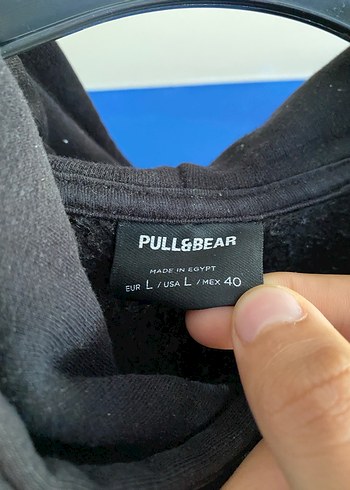 PULL&BEAR
MADE IN EGYPT
EUR L / USA L / MEX 40